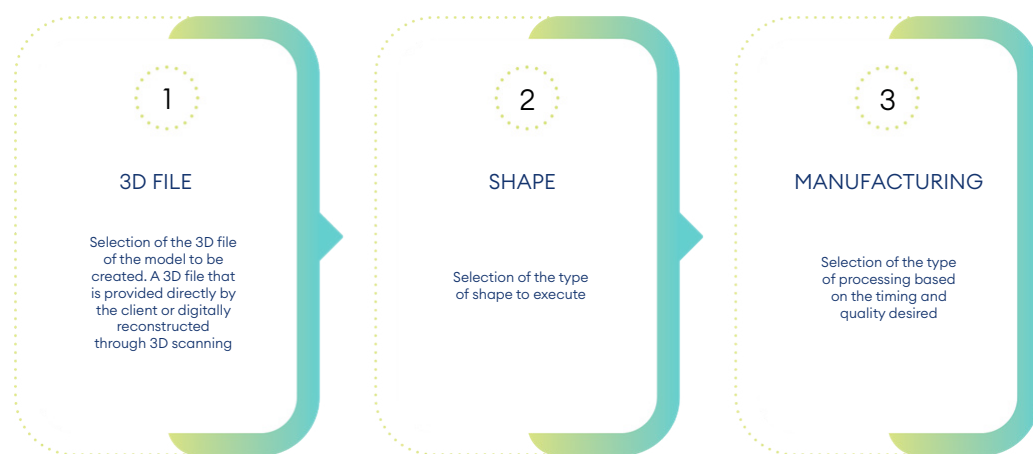 1
3D FILE
Selection of the 3D file
of the model to be
created. A 3D file that
is provided directly by
the client or digitally
reconstructed
through 3D scanning
2
SHAPE
Selection of the type
of shape to execute
3
MANUFACTURING
Selection of the type
of processing based
on the timing and
quality desired